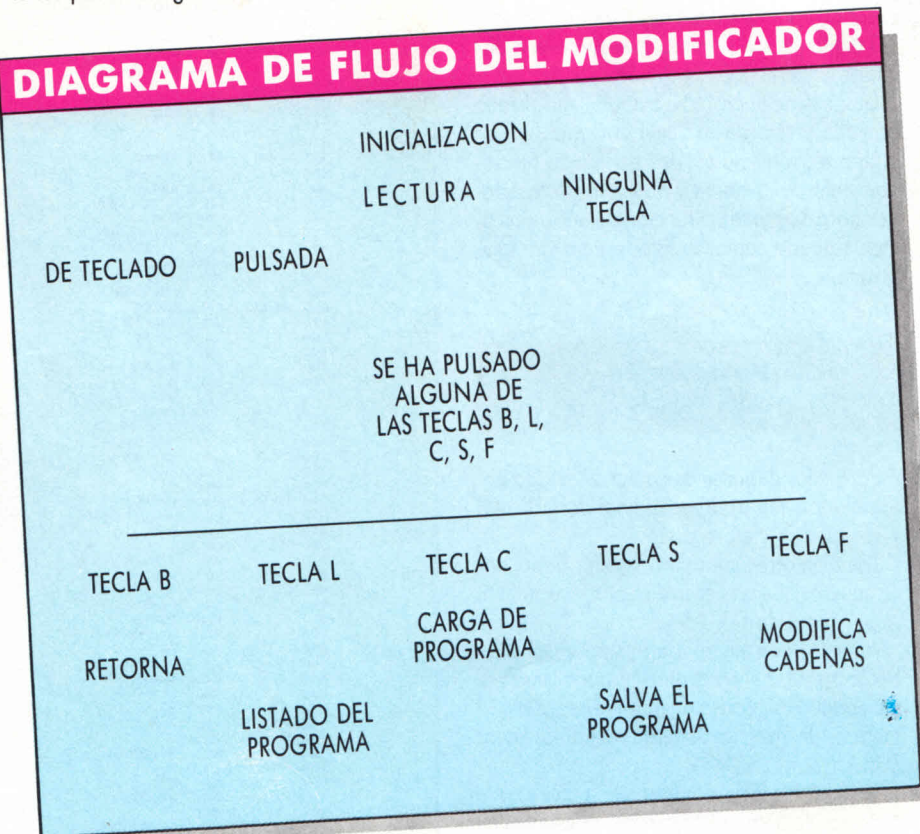 DIAGRAMA DE FLUJO DEL MODIFICADOR
INICIALIZACION
LECTURA
NINGUNA
TECLA
DE TECLADO
PULSADA
SE HA PULSADO
ALGUNA DE
LAS TECLAS B, L,
C, S, F
TECLA B
TECLA L
TECLA C
TECLA S
TECLA F
RETORNA
LISTADO DEL
PROGRAMA
CARGA DE
PROGRAMA
SALVA EL
PROGRAMA
MODIFICA
CADENAS